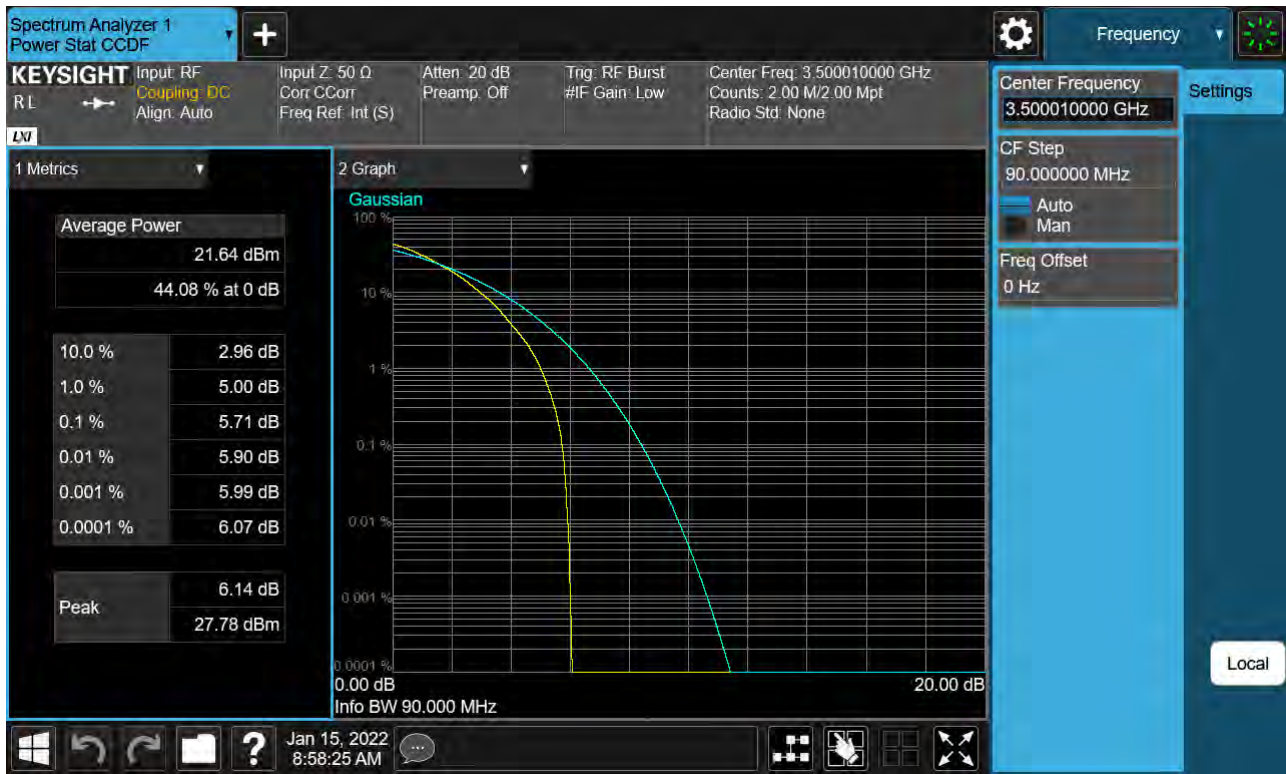 Spectrum Analyzer 1
Power Stat CCDF
Frequency
KEYSIGHT
RL
LXI
Input: RF
Coupling: DC
Align: Auto
Input Z: 50 Ω
Corr CCorr
Freq Ref: Int (S)
Atten: 20 dB
Preamp: Off
Trig: RF Burst
#IF Gain: Low
Center Freq: 3.500010000 GHz
Counts: 2.00 M/2.00 Mpt
Radio Std: None
Center Frequency
3.500010000 GHz
Settings
CF Step
90.000000 MHz
Auto
Man
Freq Offset
0 Hz
Local
1 Metrics
Average Power
21.64 dBm
44.08 % at 0 dB
10.0 % 2.96 dB
1.0 % 5.00 dB
0.1 % 5.71 dB
0.01 % 5.90 dB
0.001 % 5.99 dB
0.0001 % 6.07 dB
Peak
6.14 dB
27.78 dBm
2 Graph
Gaussian
100 %
10 %
1 %
0.1 %
0.01 %
0.001 %
0.0001 %
0.00 dB 20.00 dB
Info BW 90.000 MHz
Jan 15, 2022
8:58:25 AM